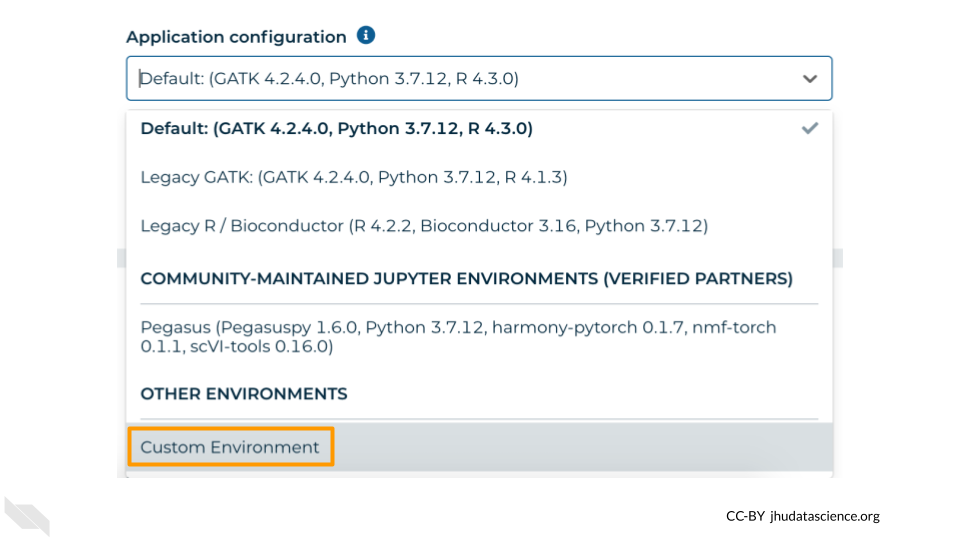 Application configuration
Default: (GATK 4.2.4.0, Python 3.7.12, R 4.3.0)
Default: (GATK 4.2.4.0, Python 3.7.12, R 4.3.0)
Legacy GATK: (GATK 4.2.4.0, Python 3.7.12, R 4.1.3)
Legacy R / Bioconductor (R 4.2.2, Bioconductor 3.16, Python 3.7.12)
COMMUNITY-MAINTAINED JUPYTER ENVIRONMENTS (VERIFIED PARTNERS)
Pegasus (Pegasuspy 1.6.0, Python 3.7.12, harmony-pytorch 0.1.7, nmf-torch
0.1.1, scVI-tools 0.16.0)
OTHER ENVIRONMENTS
Custom Environment
CC-BY jhudatascience.org